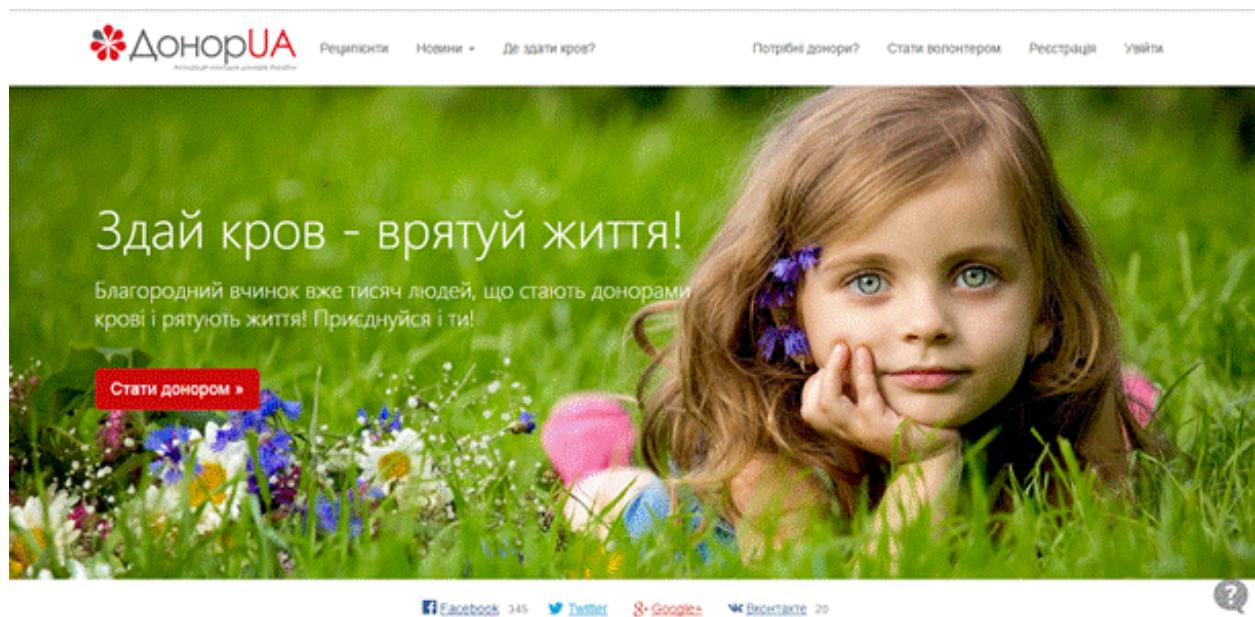 ДонорUA
Реципієнти Новини Де здати кров? Потрібні донори? Стати волонтером Реєстрація Увійти
Здай кров - врятуй життя!
Благородний вчинок вже тисяч людей, що стають донорами
крові і рятують життя! Приєднуйся і ти!
Стати донором »
Facebook 345 Twitter Google+ Вконтакте 20
?